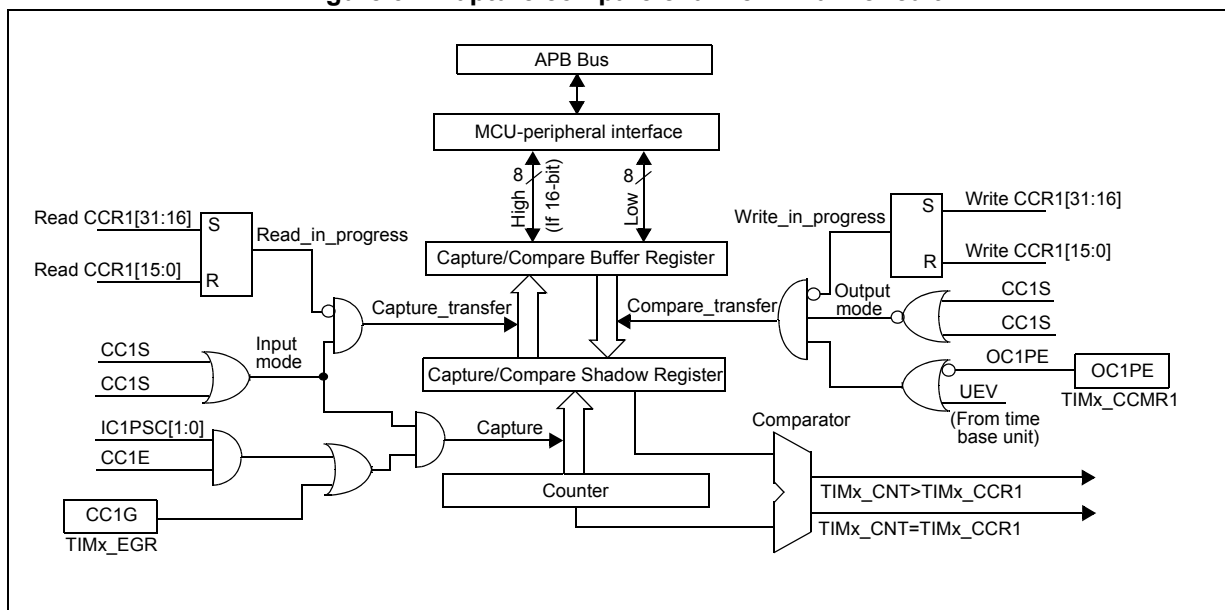 APB Bus
MCU-peripheral interface
8
High
(If 16-bit)
8
Low
Read CCR1[31:16]
S
Read_in_progress
Read CCR1[15:0]
R
Write_in_progress
S
Write CCR1[31:16]
R
Write CCR1[15:0]
Capture/Compare Buffer Register
Capture_transfer
Compare_transfer
Output
mode
CC1S
CC1S
Input
mode
CC1S
CC1S
Capture/Compare Shadow Register
OC1PE
OC1PE
TIMx_CCMR1
UEV
(From time
base unit)
IC1PSC[1:0]
CC1E
Capture
Comparator
CC1G
TIMx_EGR
Counter
TIMx_CNT>TIMx_CCR1
TIMx_CNT=TIMx_CCR1